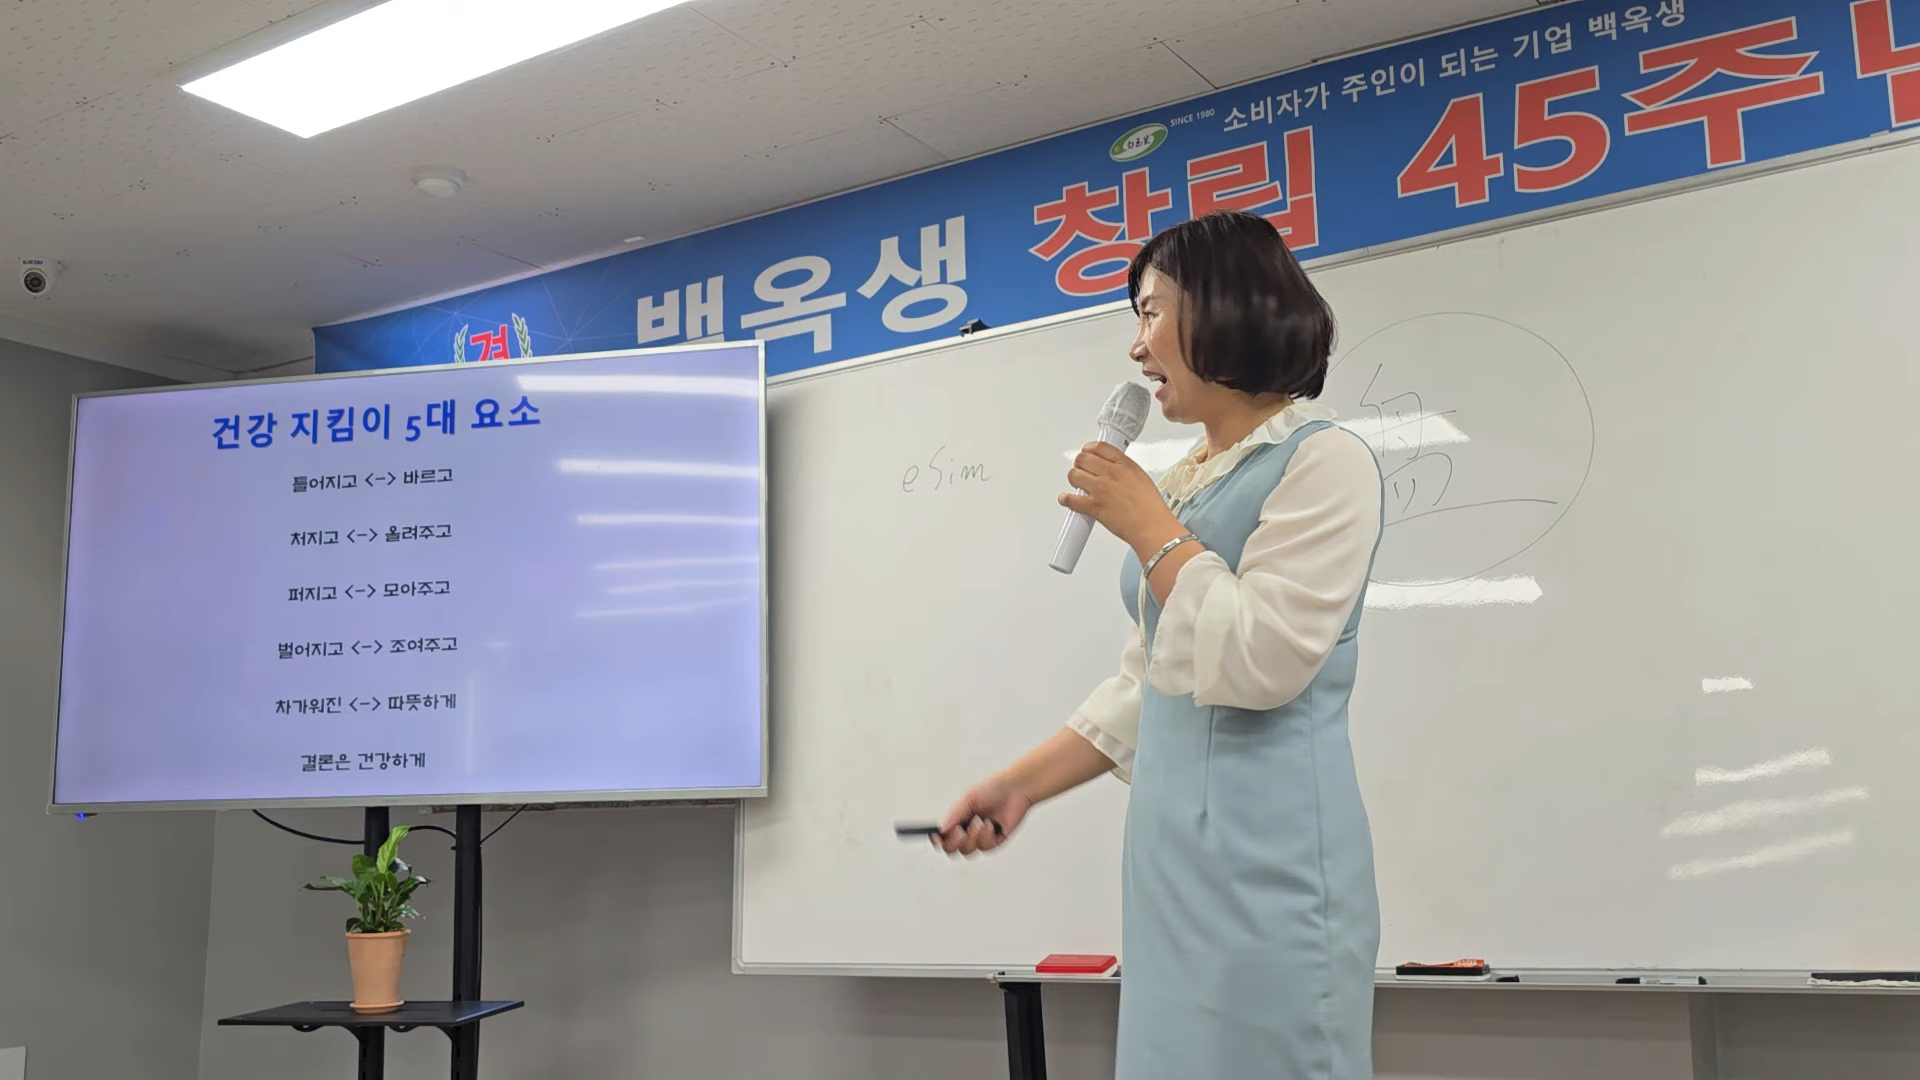 소비자가 주인이 되는 기업 백옥생
SINCE 1980
경
백옥생 창립 45주년
건강 지킴이 5대 요소
틀어지고 <-> 바르고
처지고 <-> 올려주고
퍼지고 <-> 모아주고
벌어지고 <-> 조여주고
차가워진 <-> 따뜻하게
결론은 건강하게
eSim